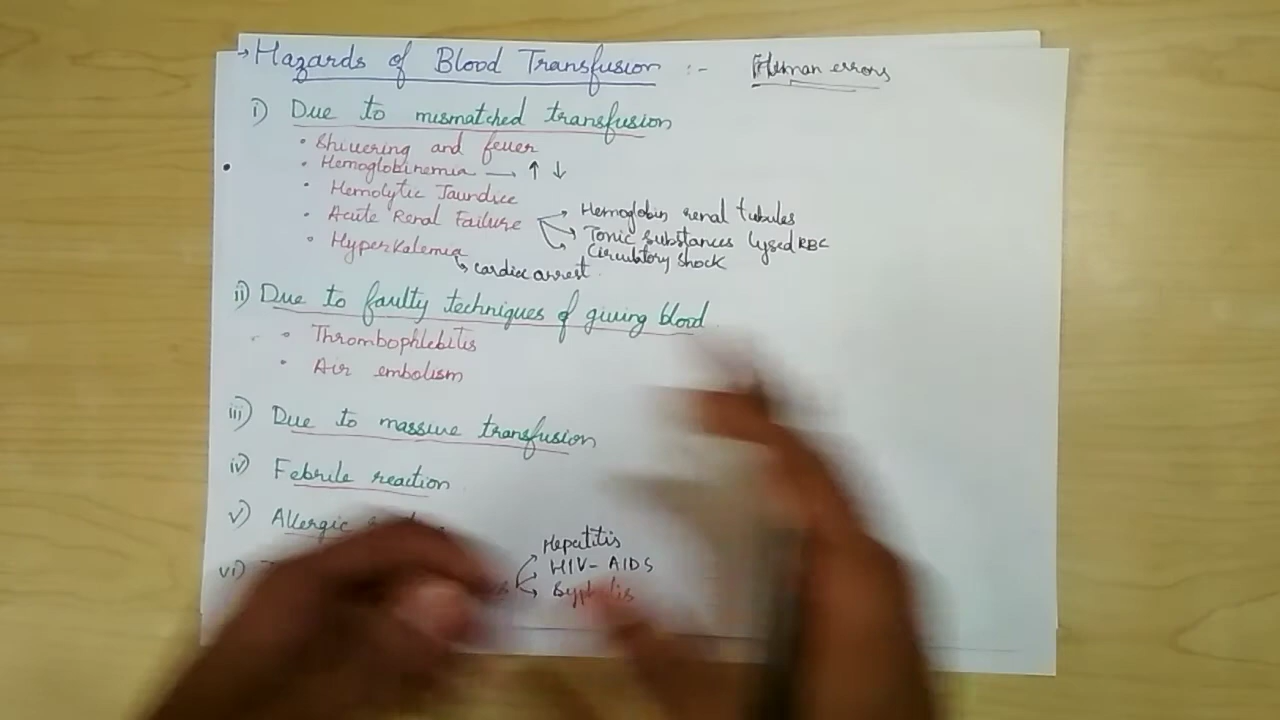 → Hazards of Blood Transfusion :- Human errors
i) Due to mismatched transfusion
• Shivering and fever
• Hemoglobinemia → ↑ ↓
• Hemolytic Jaundice
• Acute Renal Failure → Hemoglobin renal tubules
→ Tonic substances lysed RBC
→ Circulatory shock
• Hyperkalemia
→ cardiac arrest
ii) Due to faulty techniques of giving blood
• Thrombophlebitis
• Air embolism
iii) Due to massive transfusion
iv) Febrile reaction
v) Allergic
vi)
Hepatitis
HIV- AIDS
Syphilis